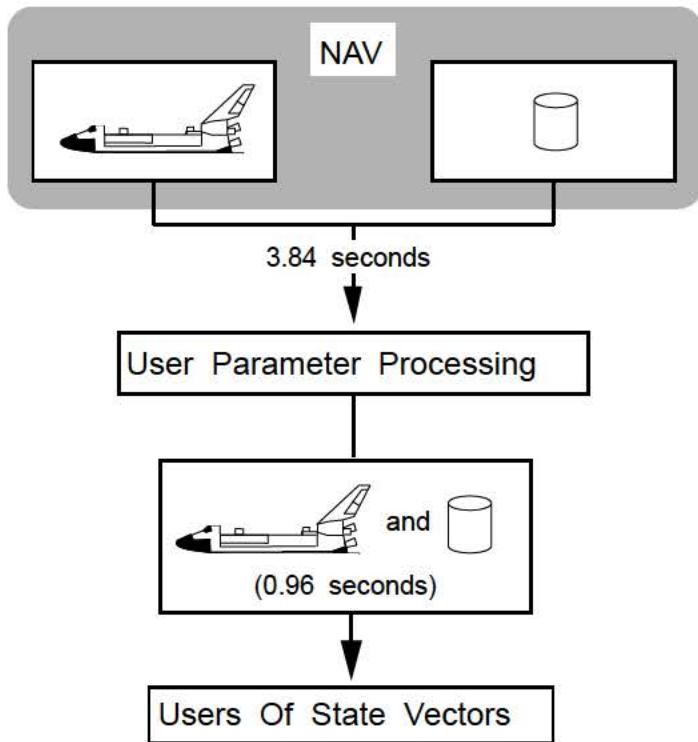 NAV
3.84 seconds
User Parameter Processing
and
(0.96 seconds)
Users Of State Vectors